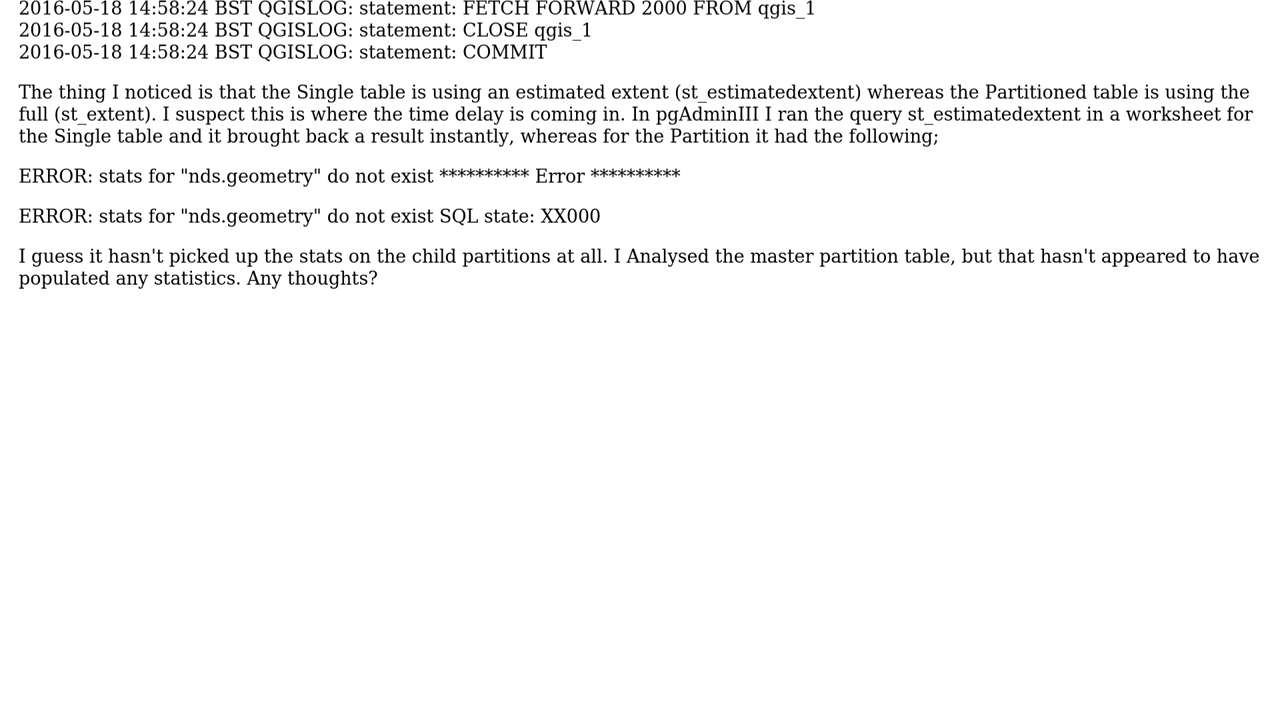 2016-05-18 14:58:24 BST QGISLOG: statement: FETCH FORWARD 2000 FROM qgis_1
2016-05-18 14:58:24 BST QGISLOG: statement: CLOSE qgis_1
2016-05-18 14:58:24 BST QGISLOG: statement: COMMIT
The thing I noticed is that the Single table is using an estimated extent (st_estimatedextent) whereas the Partitioned table is using the
full (st_extent). I suspect this is where the time delay is coming in. In pgAdminIII I ran the query st_estimatedextent in a worksheet for
the Single table and it brought back a result instantly, whereas for the Partition it had the following;
ERROR: stats for "nds.geometry" do not exist ********** Error **********
ERROR: stats for "nds.geometry" do not exist SQL state: XX000
I guess it hasn't picked up the stats on the child partitions at all. I Analysed the master partition table, but that hasn't appeared to have
populated any statistics. Any thoughts?